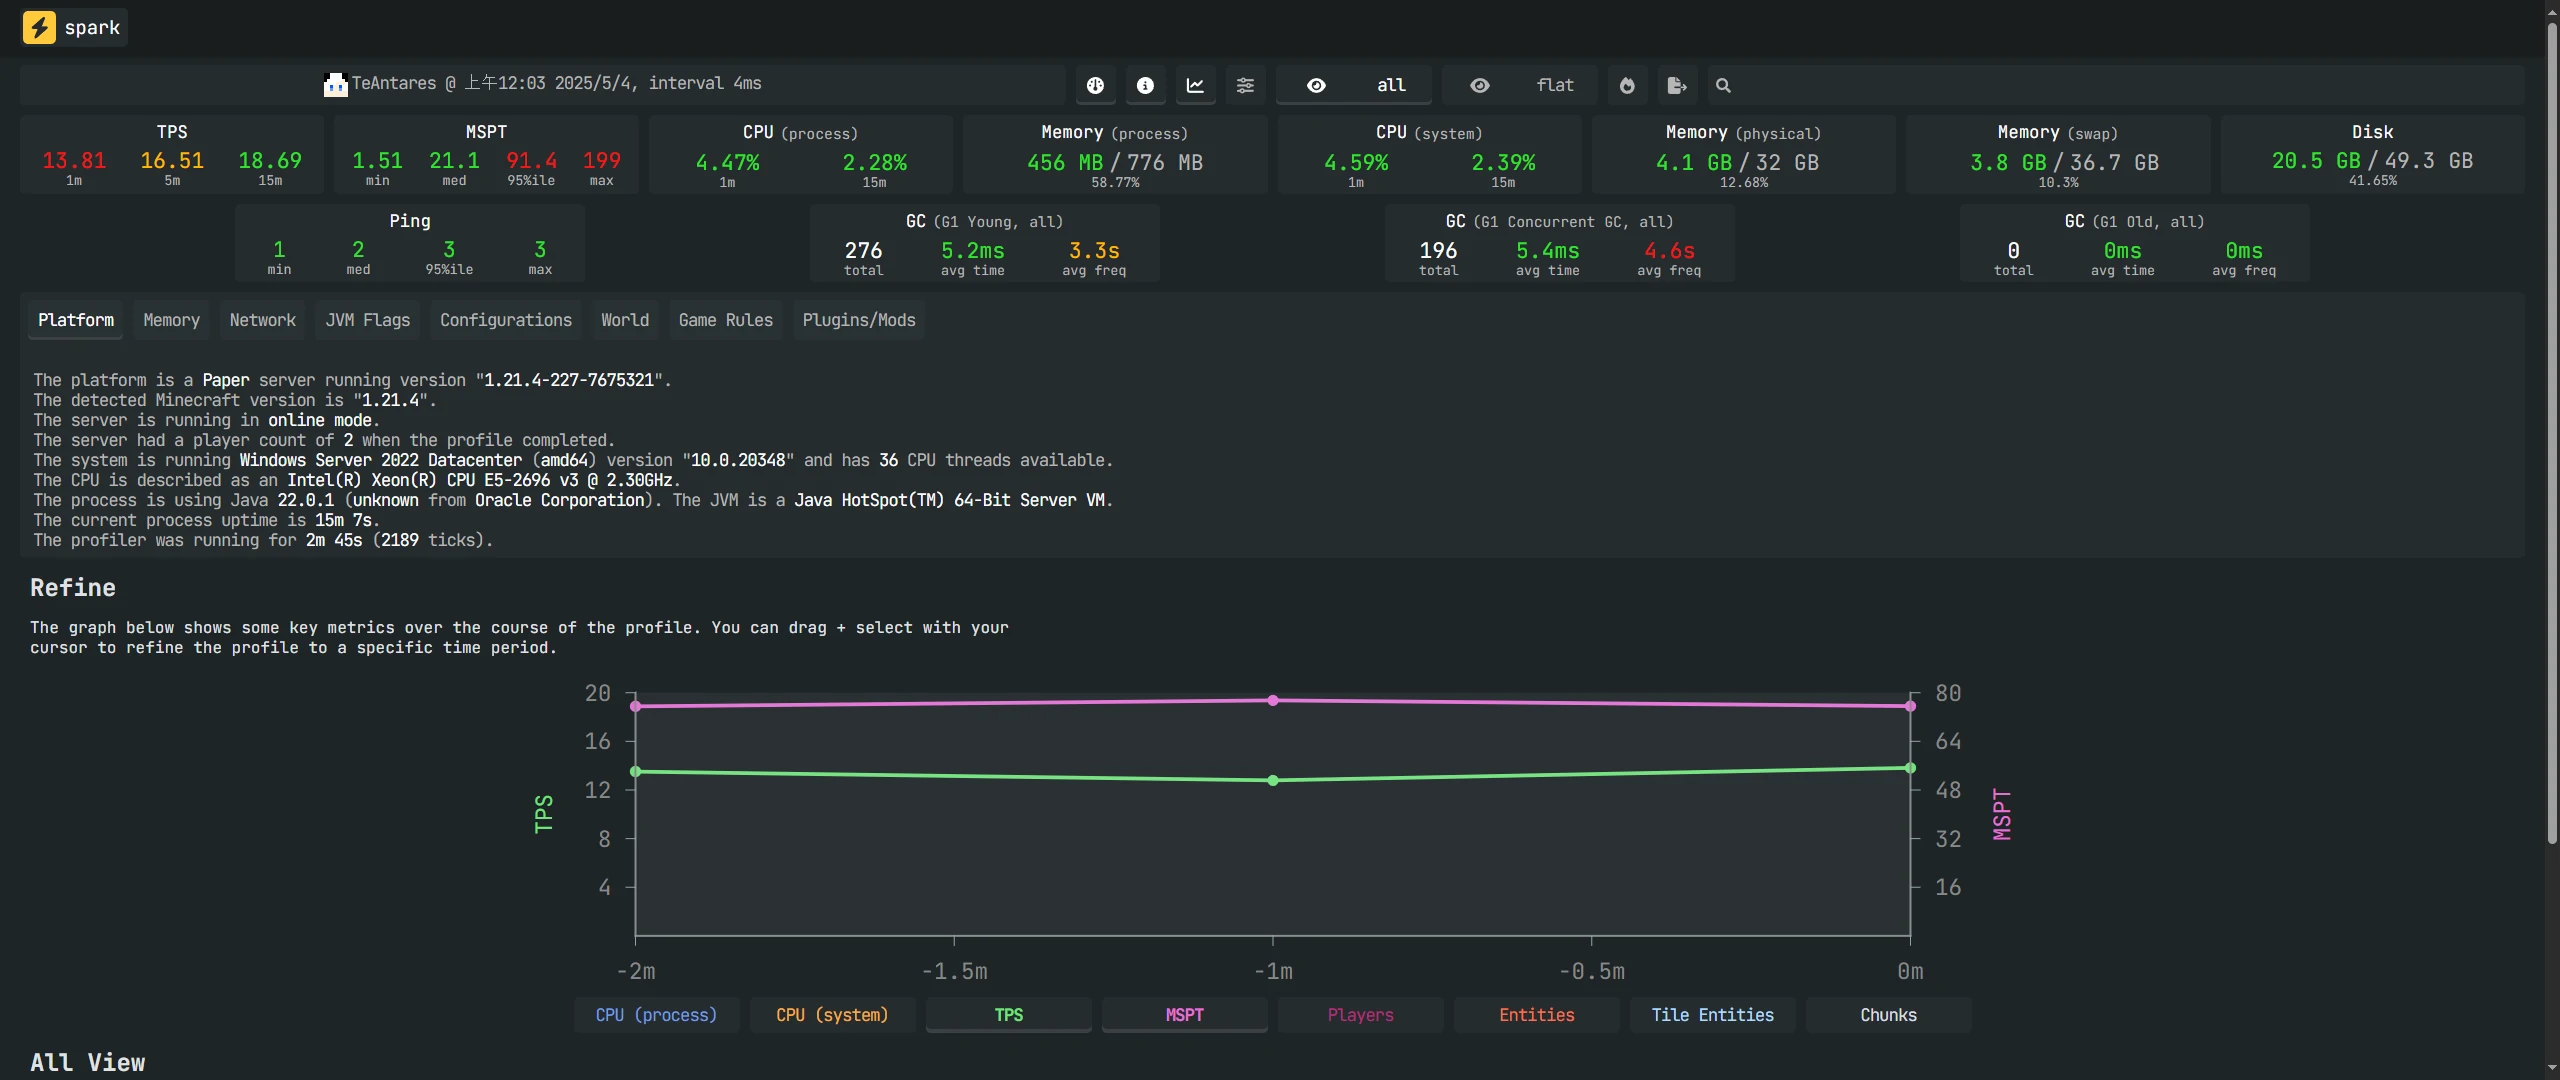 spark
TeAntares @ 上午12:03 2025/5/4, interval 4ms
all
flat
TPS
13.81 16.51 18.69
1m 5m 15m
MSPT
1.51 21.1 91.4 199
min med 95%ile max
CPU (process)
4.47% 2.28%
1m 15m
Memory (process)
456 MB / 776 MB
58.77%
CPU (system)
4.59% 2.39%
1m 15m
Memory (physical)
4.1 GB / 32 GB
12.68%
Memory (swap)
3.8 GB / 36.7 GB
10.3%
Disk
20.5 GB / 49.3 GB
41.65%
Ping
1 2 3 3
min med 95%ile max
GC (G1 Young, all)
276 5.2ms 3.3s
total avg time avg freq
GC (G1 Concurrent GC, all)
196 5.4ms 4.6s
total avg time avg freq
GC (G1 Old, all)
0 0ms 0ms
total avg time avg freq
Platform Memory Network JVM Flags Configurations World Game Rules Plugins/Mods
The platform is a Paper server running version "1.21.4-227-7675321".
The detected Minecraft version is "1.21.4".
The server is running in online mode.
The server had a player count of 2 when the profile completed.
The system is running Windows Server 2022 Datacenter (amd64) version "10.0.20348" and has 36 CPU threads available.
The CPU is described as an Intel(R) Xeon(R) CPU E5-2696 v3 @ 2.30GHz.
The process is using Java 22.0.1 (unknown from Oracle Corporation). The JVM is a Java HotSpot(TM) 64-Bit Server VM.
The current process uptime is 15m 7s.
The profiler was running for 2m 45s (2189 ticks).
Refine
The graph below shows some key metrics over the course of the profile. You can drag + select with your
cursor to refine the profile to a specific time period.
20
16
12
8
4
TPS
80
64
48
32
16
MSPT
-2m -1.5m -1m -0.5m 0m
CPU (process) CPU (system) TPS MSPT Players Entities Tile Entities Chunks
All View